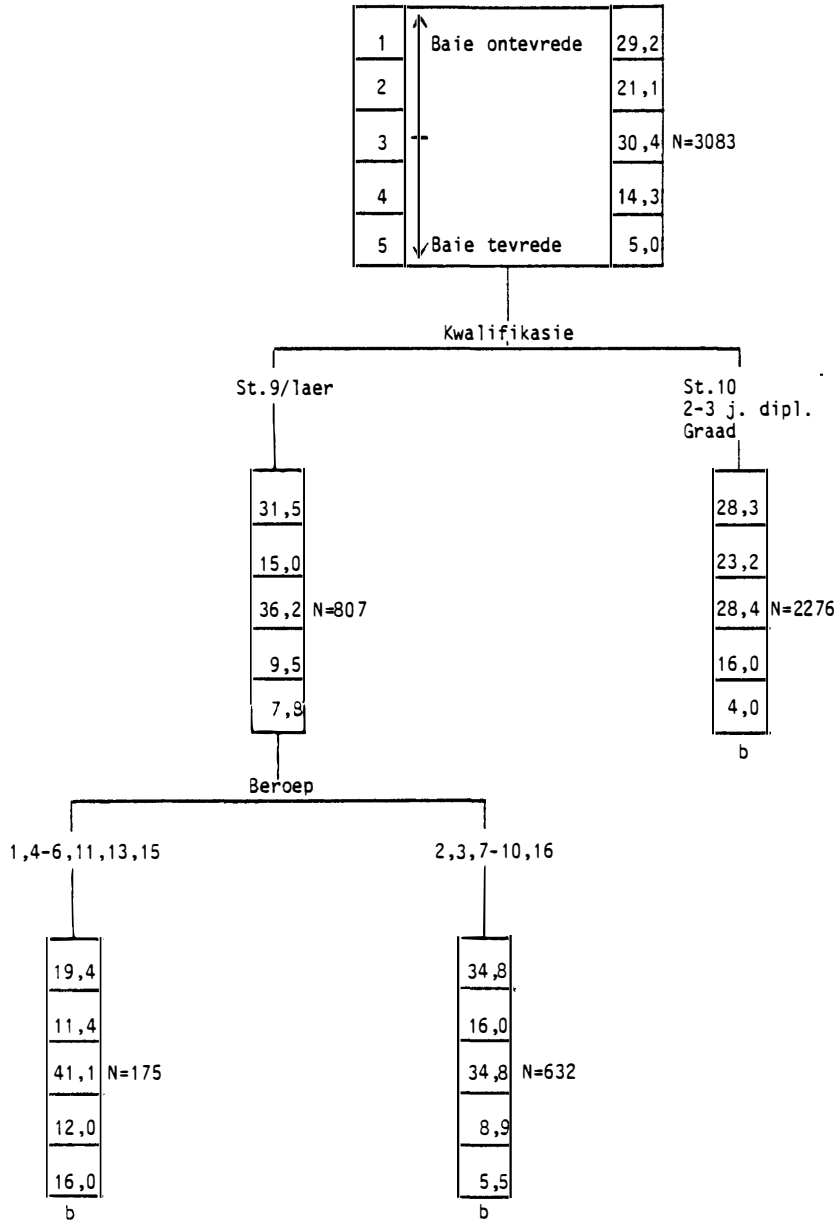 1 Baie ontevrede 29,2
2 21,1
3 30,4 N=3083
4 14,3
5 Baie tevrede 5,0
Kwalifikasie
St.9/laer
St.10
2-3 j. dipl.
Graad
31,5 28,3
15,0 23,2
36,2 N=807 28,4 N=2276
9,5 16,0
7,8 4,0
b
Beroep
1,4-6,11,13,15 2,3,7-10,16
19,4 34,8
11,4 16,0
41,1 N=175 34,8 N=632
12,0 8,9
16,0 5,5
b b